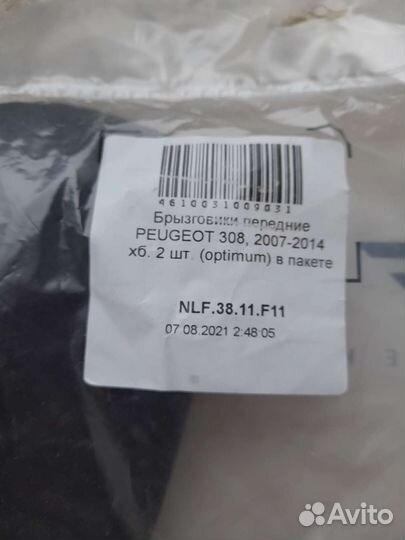 4610031009031
Брызговики передние
PEUGEOT 308, 2007-2014
хб. 2 шт. (optimum) в пакете
NLF.38.11.F11
07 08.2021 2:48:05
Avito